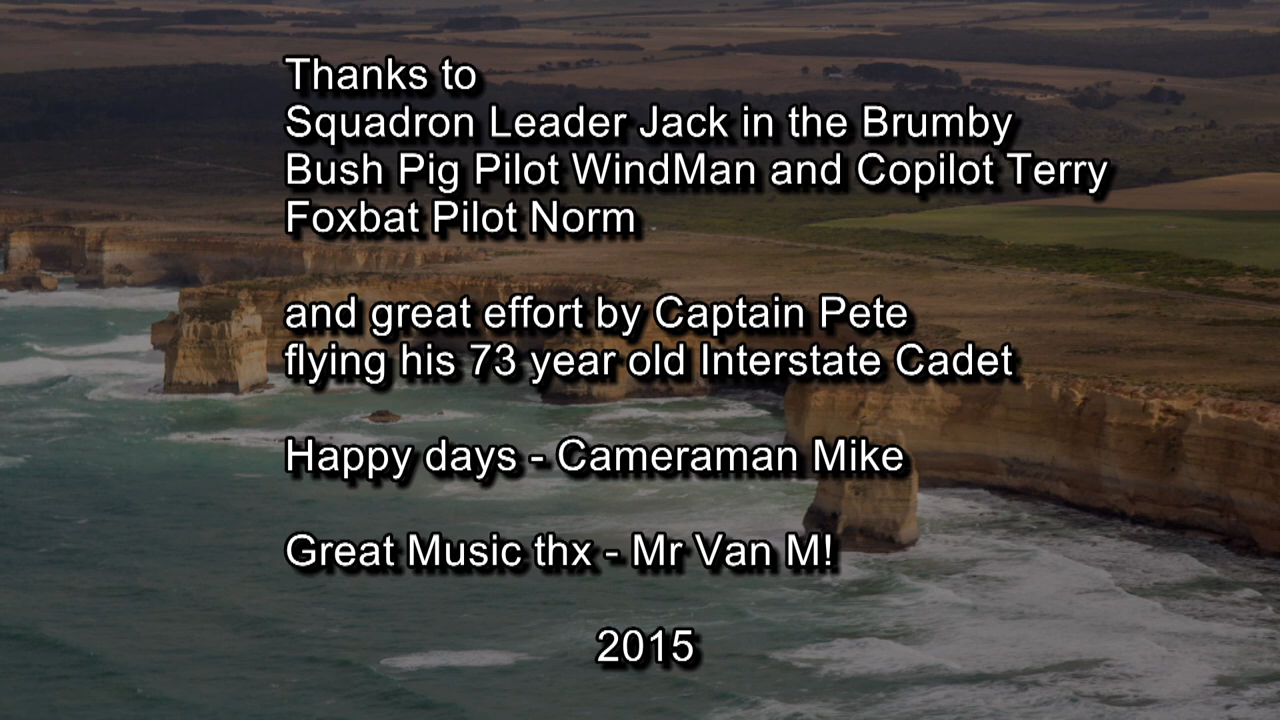 Thanks to
Squadron Leader Jack in the Brumby
Bush Pig Pilot WindMan and Copilot Terry
Foxbat Pilot Norm
and great effort by Captain Pete
flying his 73 year old Interstate Cadet
Happy days - Cameraman Mike
Great Music thx - Mr Van M!
2015